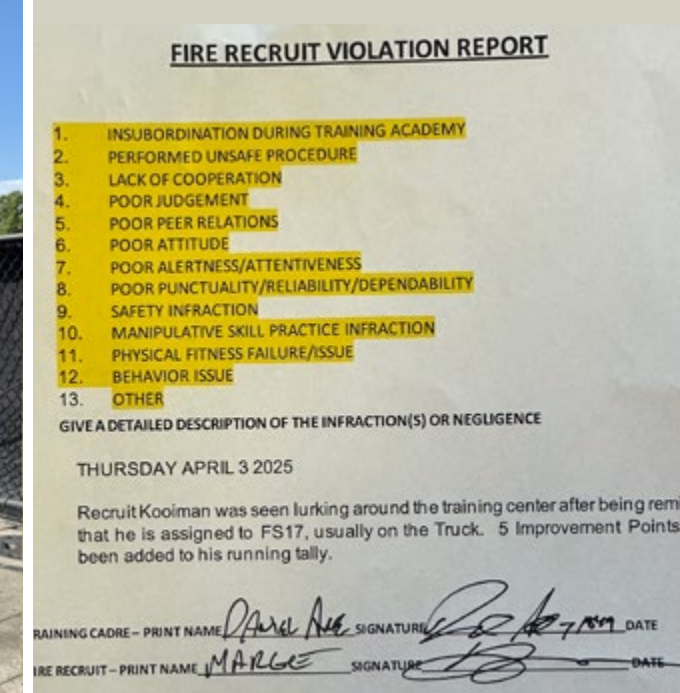 FIRE RECRUIT VIOLATION REPORT
1. INSUBORDINATION DURING TRAINING ACADEMY
2. PERFORMED UNSAFE PROCEDURE
3. LACK OF COOPERATION
4. POOR JUDGEMENT
5. POOR PEER RELATIONS
6. POOR ATTITUDE
7. POOR ALERTNESS/ATTENTIVENESS
8. POOR PUNCTUALITY/RELIABILITY/DEPENDABILITY
9. SAFETY INFRACTION
10. MANIPULATIVE SKILL PRACTICE INFRACTION
11. PHYSICAL FITNESS FAILURE/ISSUE
12. BEHAVIOR ISSUE
13. OTHER
GIVE A DETAILED DESCRIPTION OF THE INFRACTION(S) OR NEGLIGENCE
THURSDAY APRIL 3 2025
Recruit Kooiman was seen lurking around the training center after being remi
that he is assigned to FS17, usually on the Truck. 5 Improvement Points
been added to his running tally.
RAINING CADRE – PRINT NAME SIGNATURE DATE
IRE RECRUIT – PRINT NAME MARGE SIGNATURE DATE